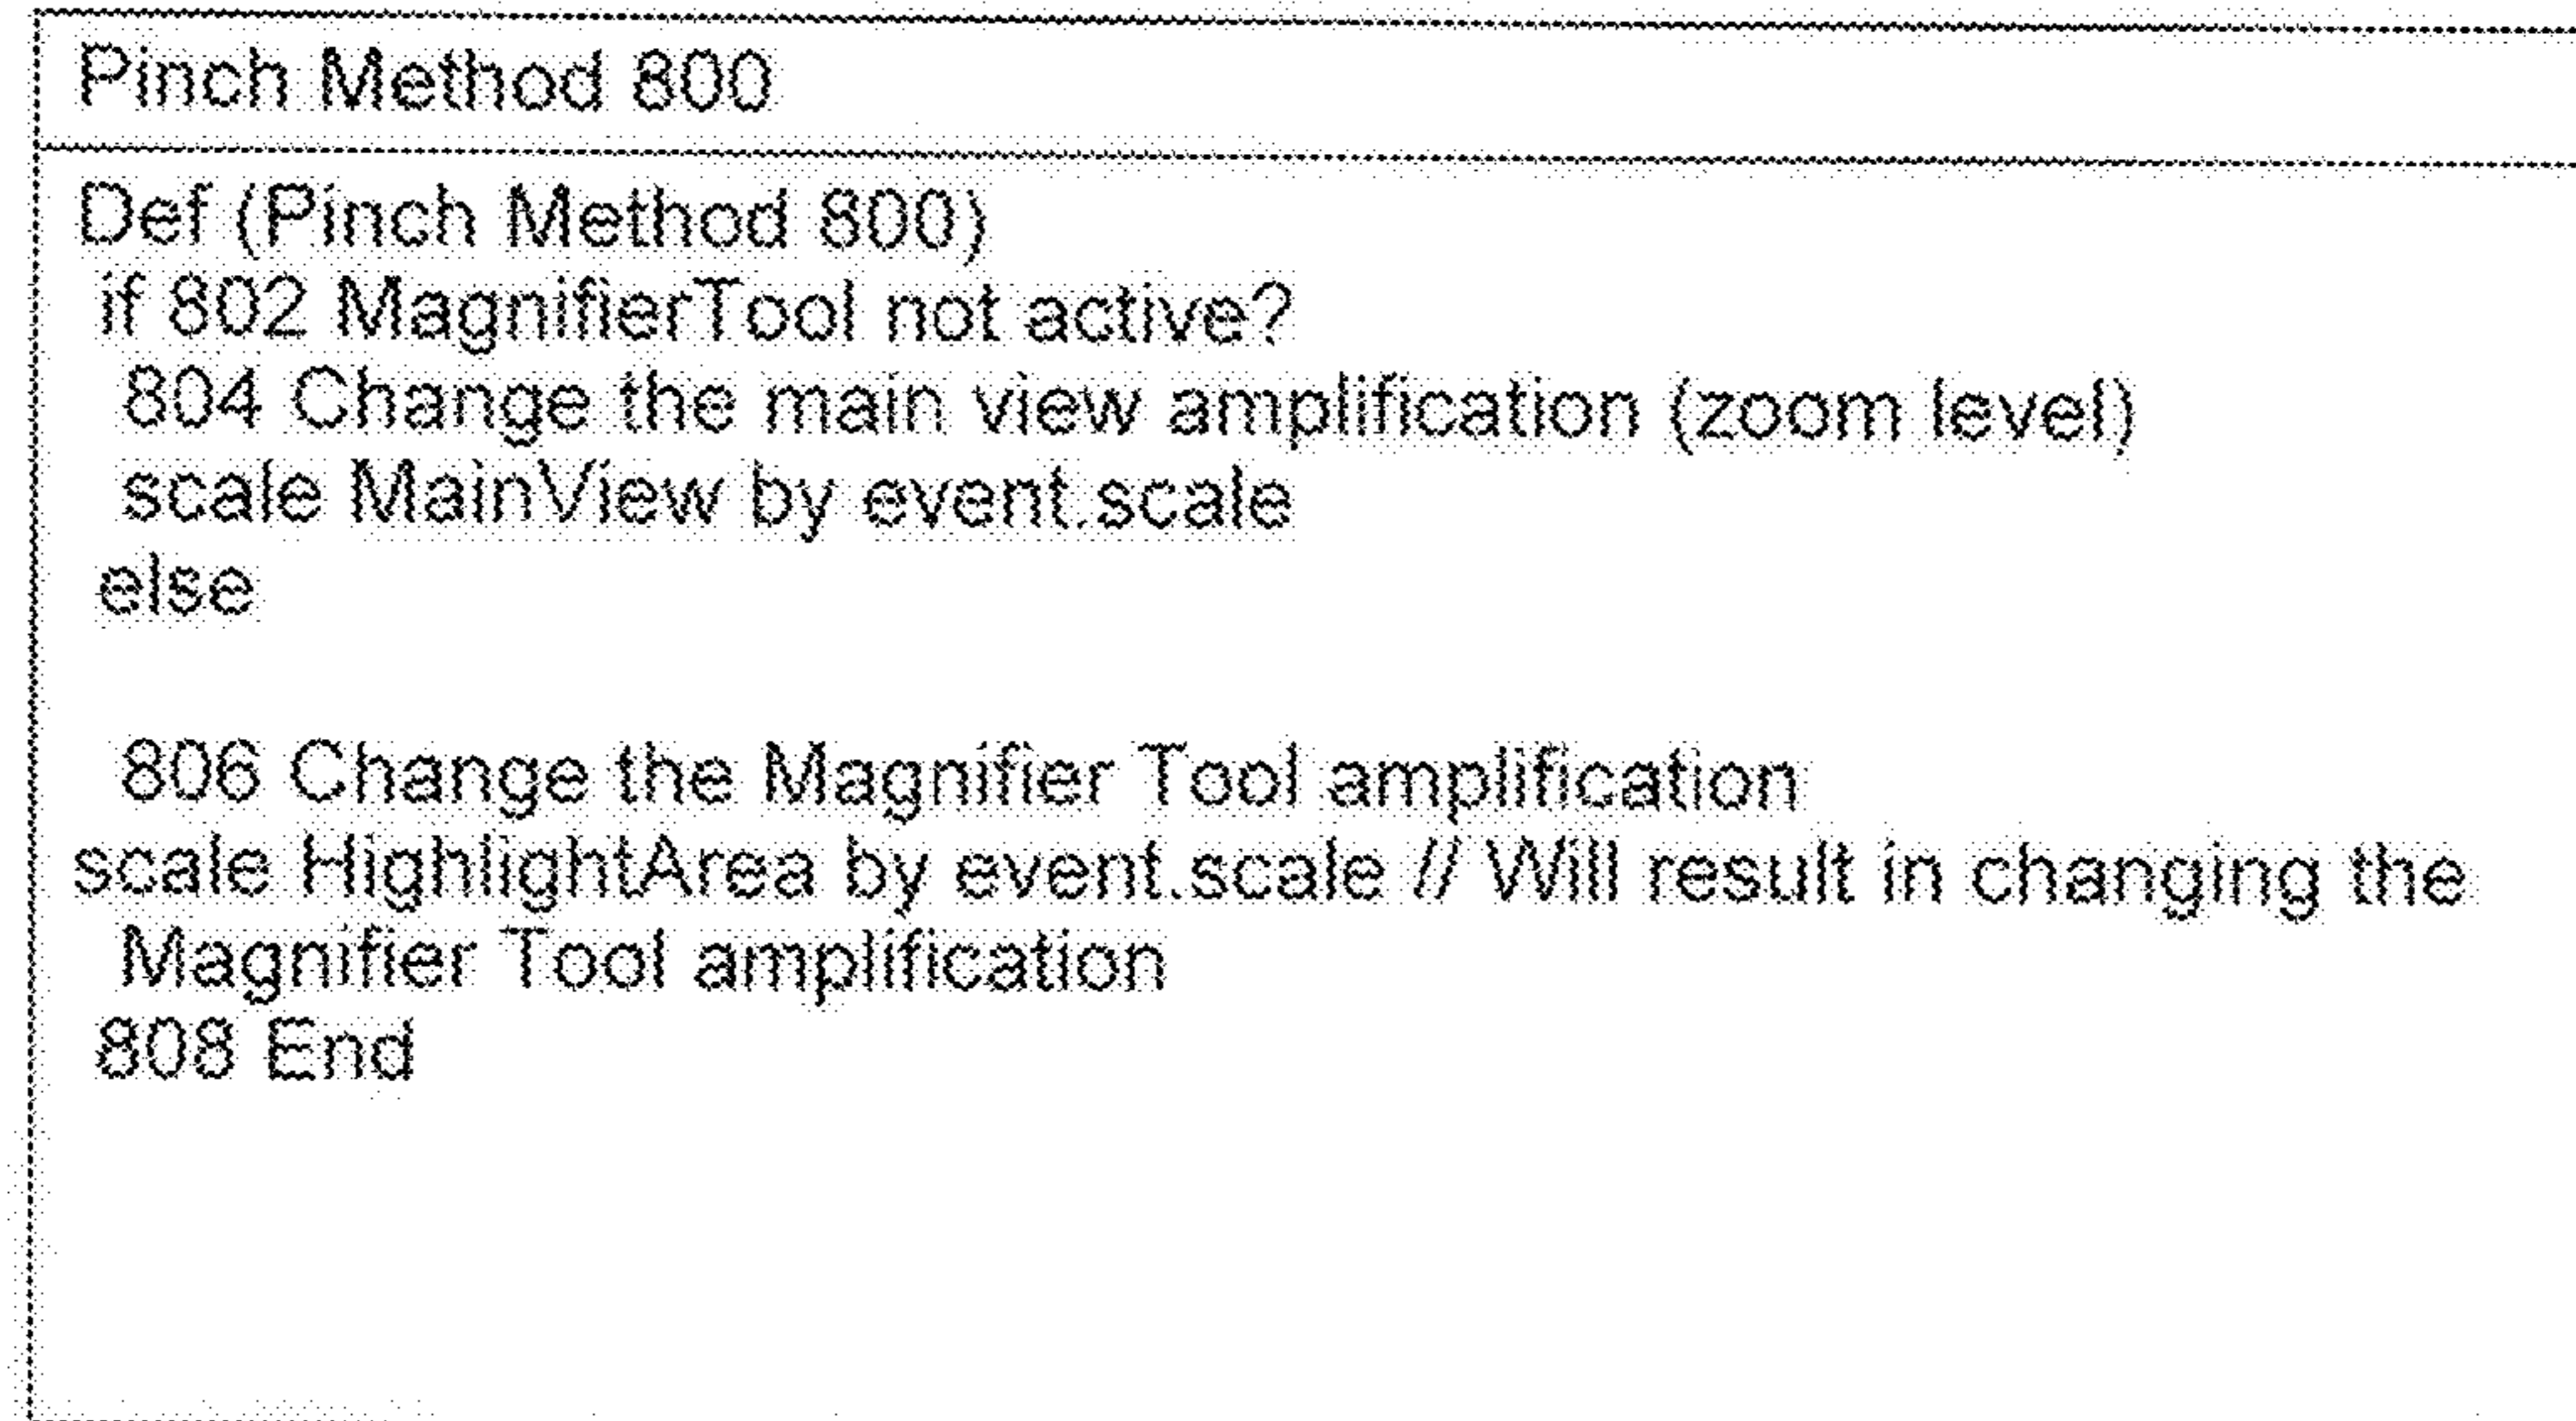 Pinch Method 800
Def (Pinch Method 800)
if 802 MagnifierTool not active?
804 Change the main view amplification (zoom level)
scale MainView by event.scale
else
806 Change the Magnifier Tool amplification
scale HighlightArea by event.scale // Will result in changing the
Magnifier Tool amplification
808 End